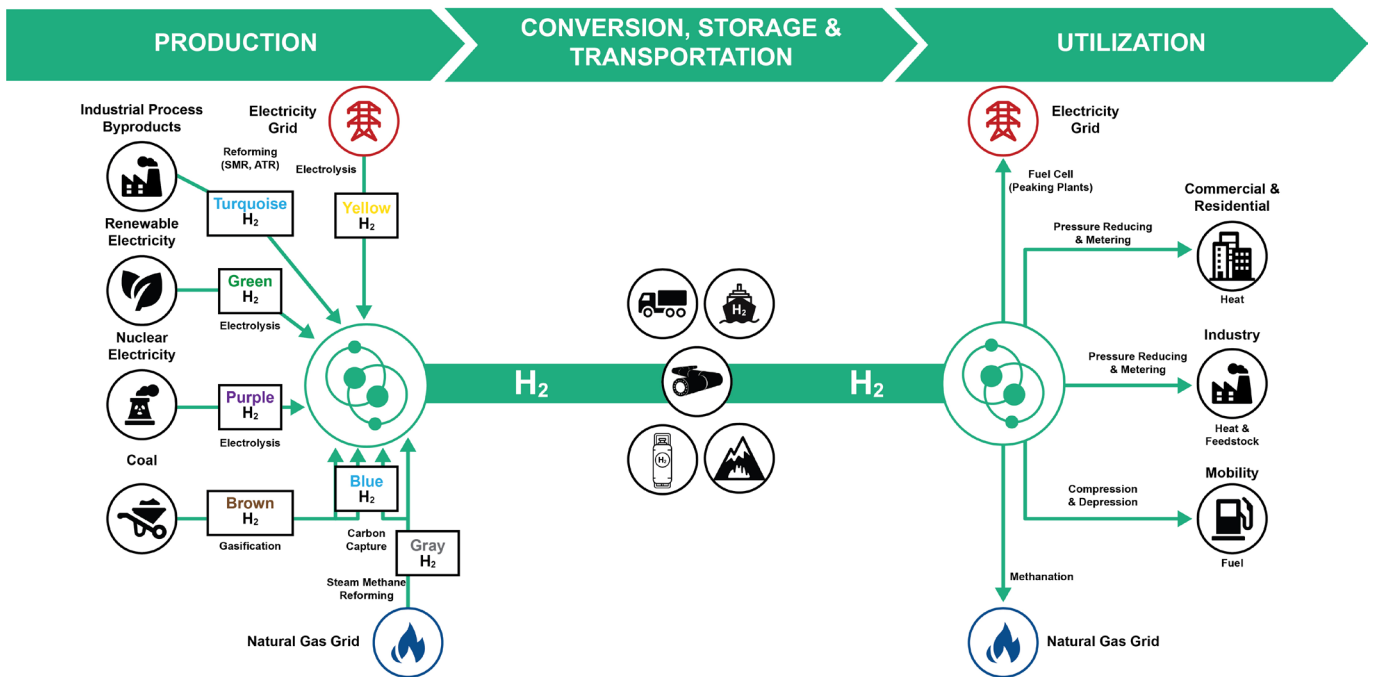 PRODUCTION
CONVERSION, STORAGE &
TRANSPORTATION
UTILIZATION
Industrial Process
Byproducts
Reforming
(SMR, ATR)
Turquoise
H₂
Electricity
Grid
Electrolysis
Yellow
H₂
Renewable
Electricity
Green
H₂
Electrolysis
Nuclear
Electricity
Purple
H₂
Electrolysis
Coal
Brown
H₂
Gasification
Blue
H₂
Carbon
Capture
Gray
H₂
Steam Methane
Reforming
Natural Gas Grid
H₂
H₂
H₂
H₂
Electricity
Grid
Fuel Cell
(Peaking Plants)
Commercial &
Residential
Pressure Reducing
& Metering
Heat
Industry
Pressure Reducing
& Metering
Heat &
Feedstock
Mobility
Compression
& Depression
Fuel
Methanation
Natural Gas Grid